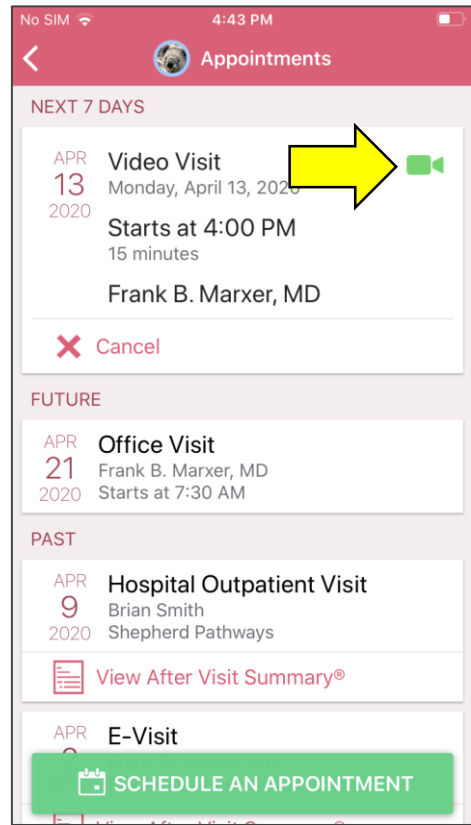 No SIM 4:43 PM
Appointments
NEXT 7 DAYS
APR
13
2020
Video Visit
Monday, April 13, 2020
Starts at 4:00 PM
15 minutes
Frank B. Marxer, MD
Cancel
FUTURE
APR
21
2020
Office Visit
Frank B. Marxer, MD
Starts at 7:30 AM
PAST
APR
9
2020
Hospital Outpatient Visit
Brian Smith
Shepherd Pathways
View After Visit Summary®
APR
E-Visit
SCHEDULE AN APPOINTMENT